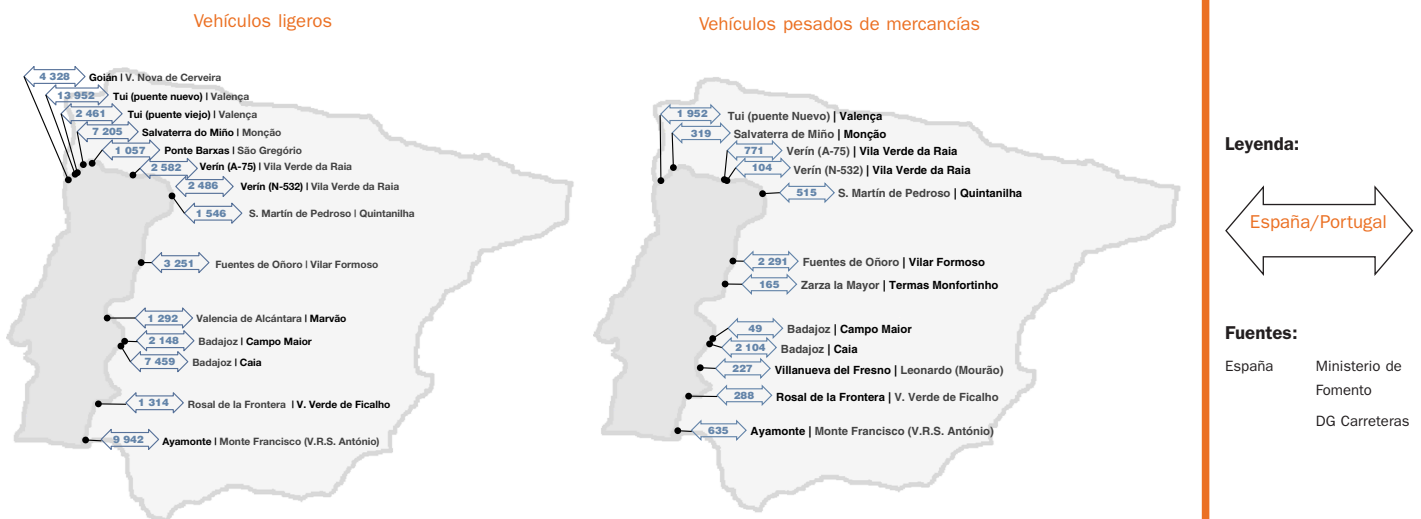 Vehículos ligeros
4 328 Goián | V. Nova de Cerveira
13 952 Tui (puente nuevo) | Valença
2 461 Tui (puente viejo) | Valença
7 205 Salvaterra do Miño | Monção
1 057 Ponte Barxas | São Gregório
2 582 Verín (A-75) | Vila Verde da Raia
2 486 Verín (N-532) | Vila Verde da Raia
1 546 S. Martín de Pedroso | Quintanilha
3 251 Fuentes de Oñoro | Vilar Formoso
1 292 Valencia de Alcántara | Marvão
2 148 Badajoz | Campo Maior
7 459 Badajoz | Caia
1 314 Rosal de la Frontera | V. Verde de Ficalho
9 942 Ayamonte | Monte Francisco (V.R.S. António)
Vehículos pesados de mercancías
1 952 Tui (puente Nuevo) | Valença
319 Salvaterra de Miño | Monção
771 Verín (A-75) | Vila Verde da Raia
104 Verín (N-532) | Vila Verde da Raia
515 S. Martín de Pedroso | Quintanilha
2 291 Fuentes de Oñoro | Vilar Formoso
165 Zarza la Mayor | Termas Monfortinho
49 Badajoz | Campo Maior
2 104 Badajoz | Caia
227 Villanueva del Fresno | Leonardo (Mourão)
288 Rosal de la Frontera | V. Verde de Ficalho
635 Ayamonte | Monte Francisco (V.R.S. António)
Leyenda:
España/Portugal
Fuentes:
España Ministerio de
Fomento
DG Carreteras